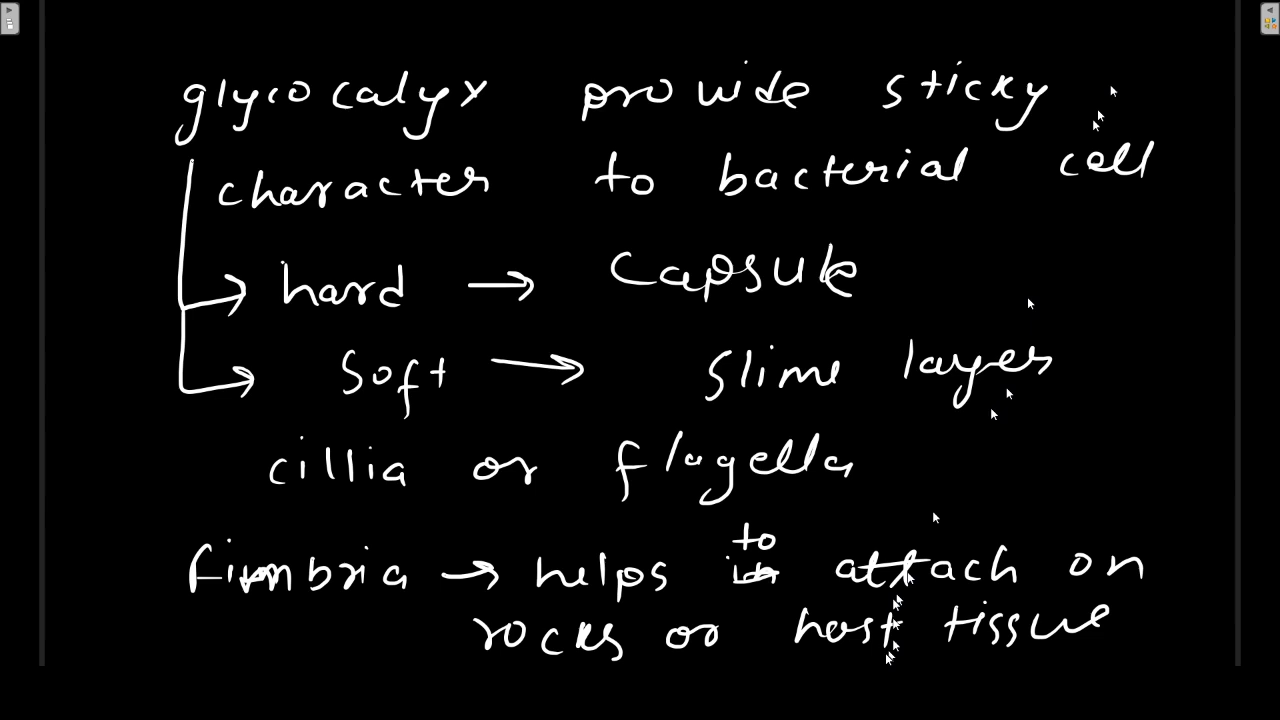 glycocalyx provide sticky
character to bacterial cell
→ hard → Capsule
→ Soft → Slime layer
cillia or flagella
fimbria → helps to attach on
rocks or host tissue